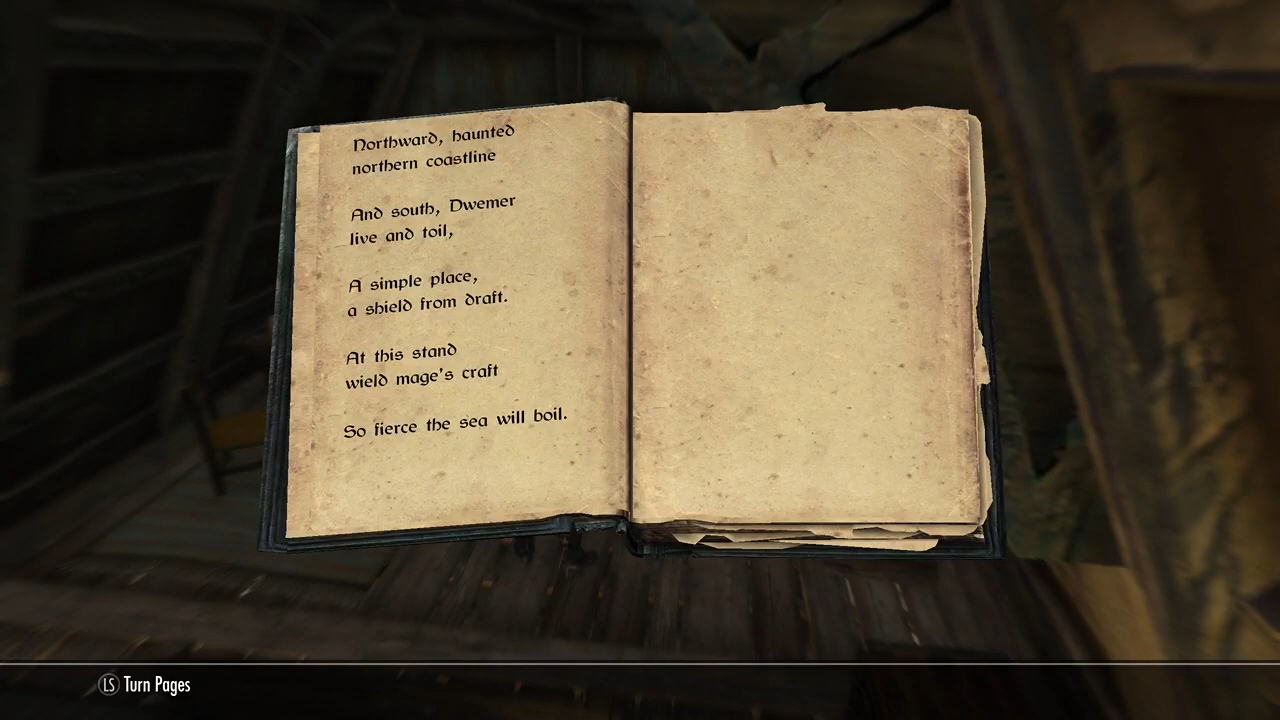 Northward, haunted
northern coastline
And south, Dwemer
live and toil,
A simple place,
a shield from draft.
At this stand
wield mage's craft
So fierce the sea will boil.
LS Turn Pages